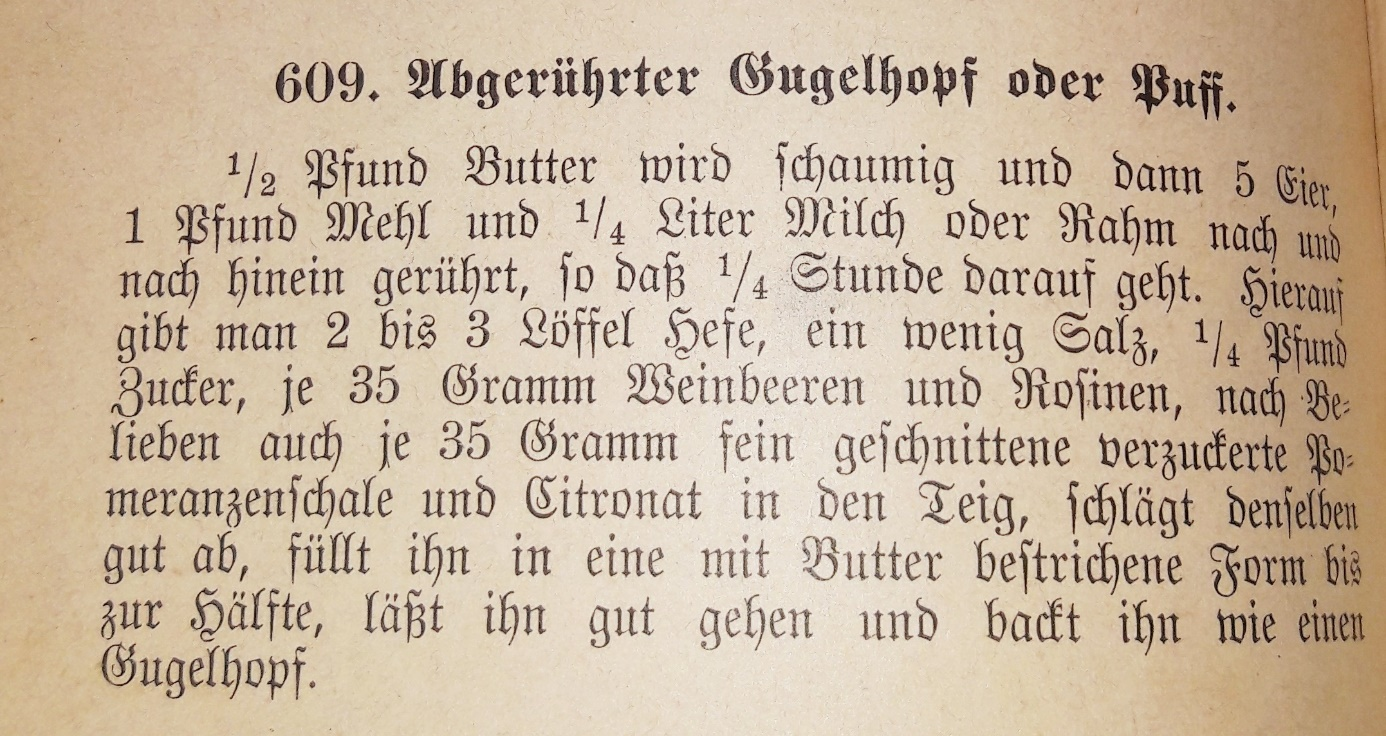 609. Abgerührter Gugelhopf oder Puff.
1/2 Pfund Butter wird schaumig und dann 5 Eier,
1 Pfund Mehl und 1/4 Liter Milch oder Rahm nach und
nach hinein gerührt, so daß 1/4 Stunde darauf geht. Hierauf
gibt man 2 bis 3 Löffel Hefe, ein wenig Salz, 1/4 Pfund
Zucker, je 35 Gramm Weinbeeren und Rosinen, nach Be-
lieben auch je 35 Gramm fein geschnittene verzuckerte Po-
meranzenschale und Citronat in den Teig, schlägt denselben
gut ab, füllt ihn in eine mit Butter bestrichene Form bis
zur Hälfte, läßt ihn gut gehen und backt ihn wie einen
Gugelhopf.